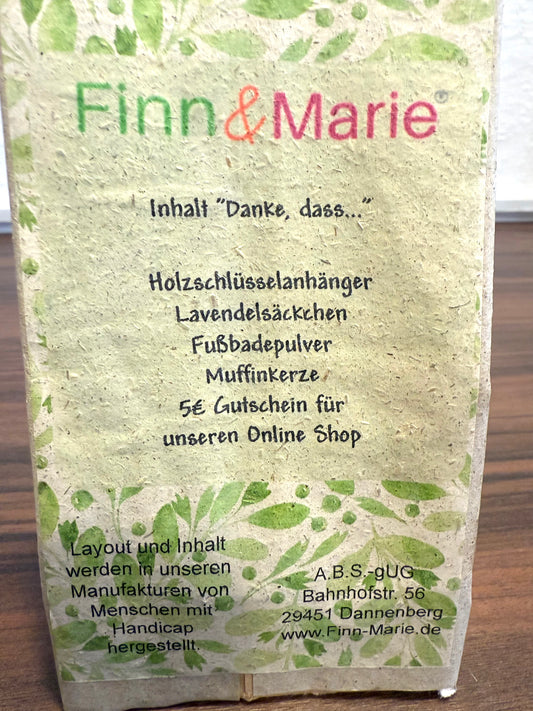 Finn&Marie®
Inhalt "Danke, dass..."
Holzschlüsselanhänger
Lavendelsäckchen
Fußbadepulver
Muffinkerze
5€ Gutschein für
unseren Online Shop
Layout und Inhalt
werden in unseren
Manufakturen von
Menschen mit
Handicap
hergestellt.
A.B.S.-gUG
Bahnhofstr. 56
29451 Dannenberg
www.Finn-Marie.de